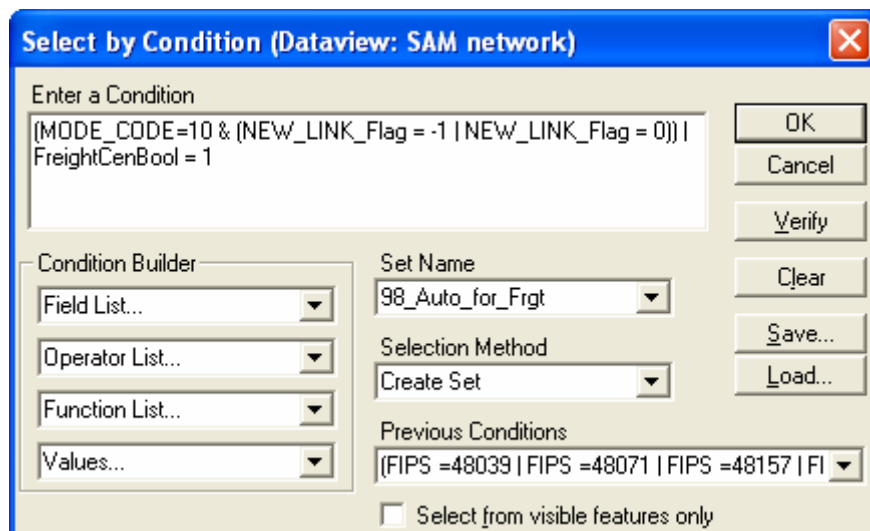 Select by Condition (Dataview: SAM network)
Enter a Condition
(MODE_CODE=10 & (NEW_LINK_Flag = -1 | NEW_LINK_Flag = 0)) |
FreightCenBool = 1
OK
Cancel
Verify
Clear
Save...
Load...
Condition Builder
Field List...
Operator List...
Function List...
Values...
Set Name
98_Auto_for_Frgt
Selection Method
Create Set
Previous Conditions
(FIPS =48039 | FIPS =48071 | FIPS =48157 | FI
Select from visible features only